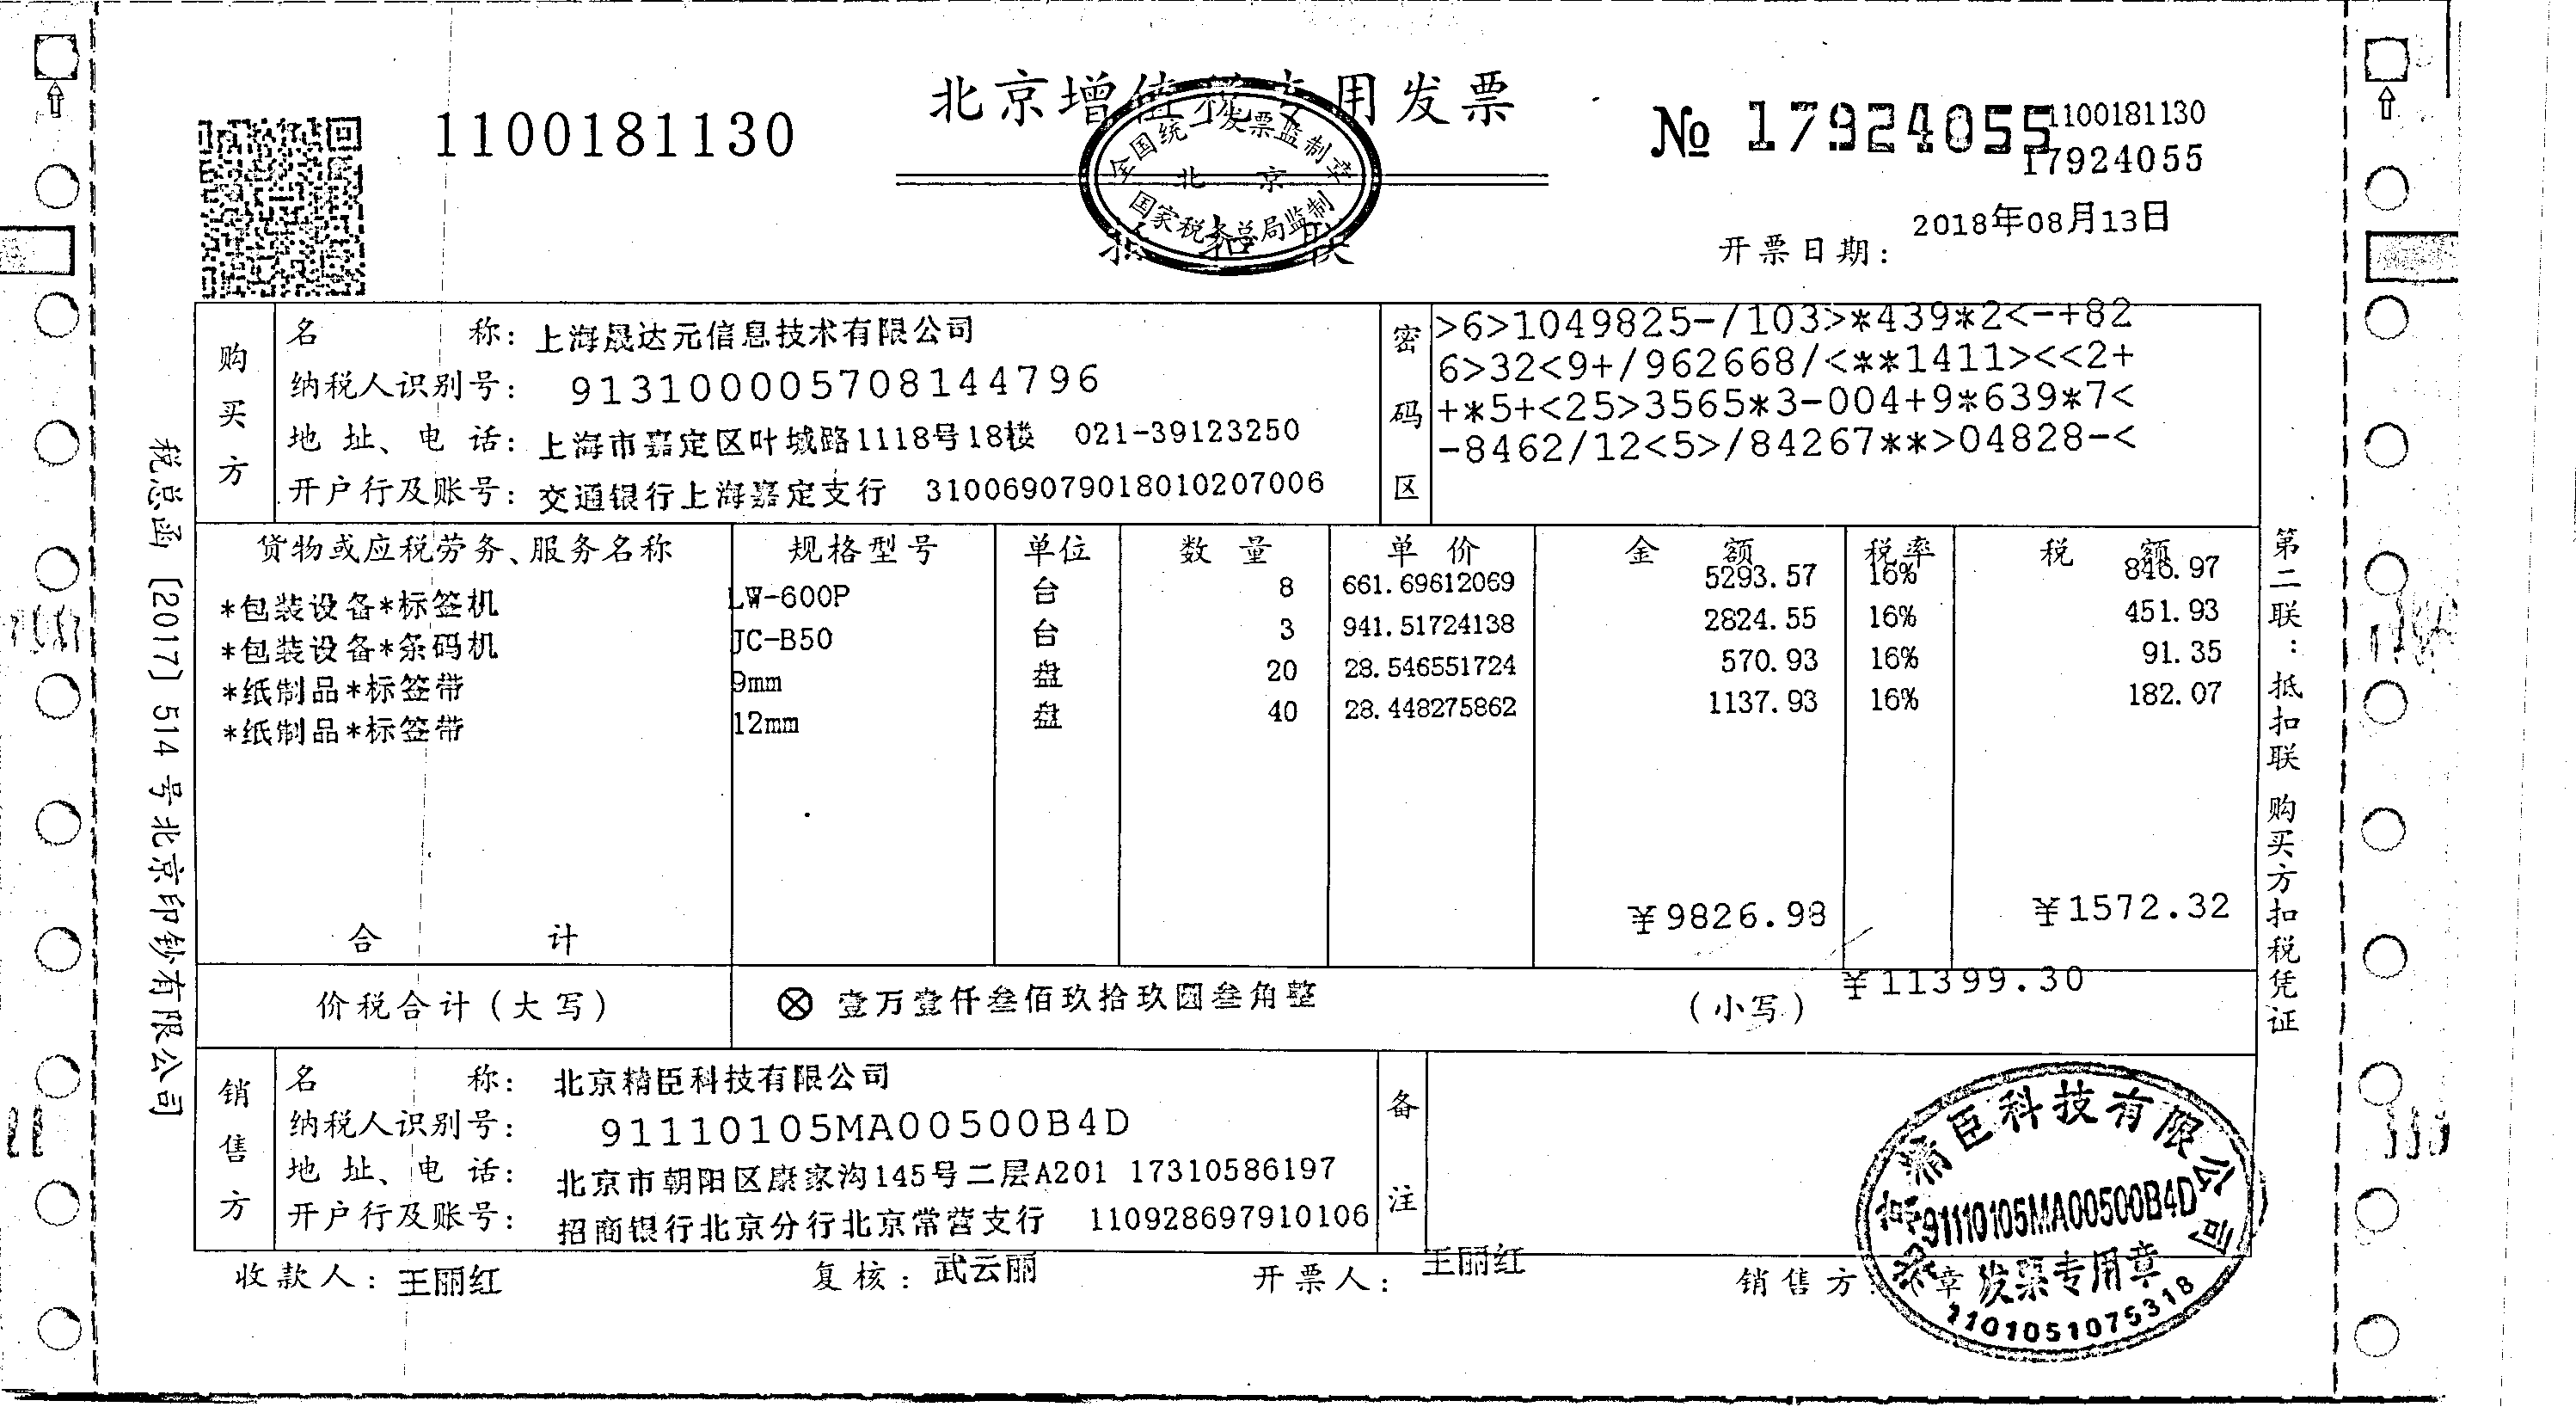 北京增值税专用发票
1100181130
№ 17924055
1100181130
17924055
全国统一发票监制章
北京
国家税务总局监制
抵扣联
开票日期: 2018年08月13日
购买方
名称: 上海晟达元信息技术有限公司
纳税人识别号: 913100005708144796
地址、电话: 上海市嘉定区叶城路1118号18楼 021-39123250
开户行及账号: 交通银行上海嘉定支行 310069079018010207006
密码区
>6>1049825-/103>*439*2<-+82
6>32<9+/962668/<**1411><<2+
+*5+<25>3565*3-004+9*639*7<
-8462/12<5>/84267**>04828-<
货物或应税劳务、服务名称 规格型号 单位 数量 单价 金额 税率 税额
*包装设备*标签机 LW-600P 台 8 661.69612069 5293.57 16% 846.97
*包装设备*条码机 JC-B50 台 3 941.51724138 2824.55 16% 451.93
*纸制品*标签带 9mm 盘 20 28.546551724 570.93 16% 91.35
*纸制品*标签带 12mm 盘 40 28.448275862 1137.93 16% 182.07
合计 ¥9826.98 ¥1572.32
价税合计(大写) ⊗ 壹万壹仟叁佰玖拾玖圆叁角整 (小写) ¥11399.30
销售方
名称: 北京精臣科技有限公司
纳税人识别号: 91110105MA00500B4D
地址、电话: 北京市朝阳区康家沟145号二层A201 17310586197
开户行及账号: 招商银行北京分行北京常营支行 110928697910106
备注
收款人: 王丽红 复核: 武云丽 开票人: 王丽红 销售方: 章
北京精臣科技有限公司
91110105MA00500B4D
发票专用章
1101051075318
税总函〔2017〕514号北京印钞有限公司
第二联:抵扣联 购买方扣税凭证